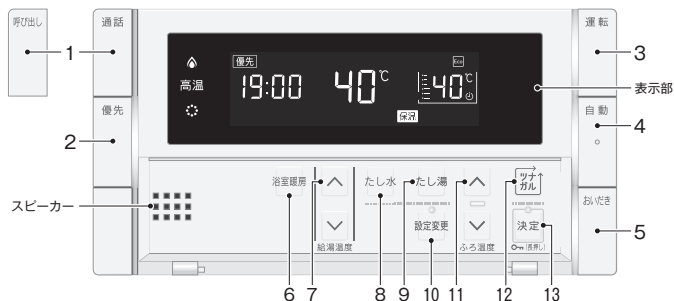 呼び出し
通話
運転
1
3
優先
Eco
高温
19:00
40℃
40℃
表示部
保温
優先
自動
2
4
浴室暖房
たし水
たし湯
ツナガル
おいだき
スピーカー
設定変更
決定
給湯温度
ふろ温度
(長押し)
5
6
7
8
9
10
11
12
13